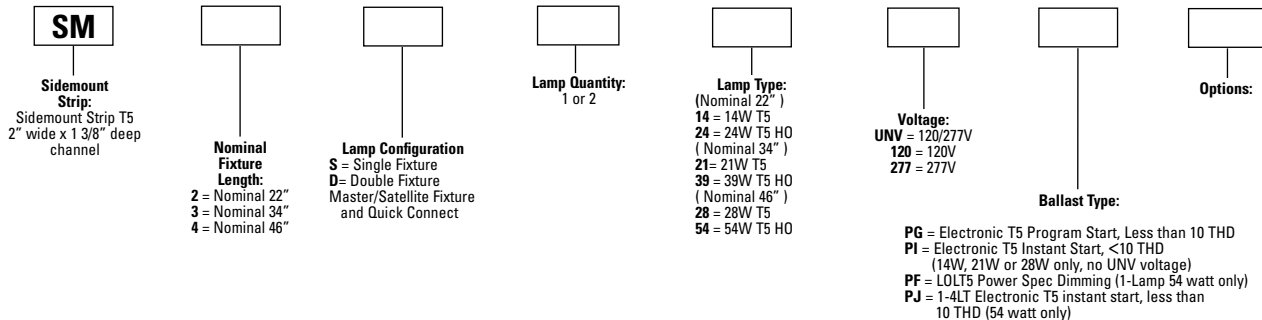 SM
Sidemount
Strip:
Sidemount Strip T5
2” wide x 1 3/8” deep
channel
Nominal
Fixture
Length:
2 = Nominal 22”
3 = Nominal 34”
4 = Nominal 46”
Lamp Configuration
S = Single Fixture
D= Double Fixture
Master/Satellite Fixture
and Quick Connect
Lamp Quantity:
1 or 2
Lamp Type:
(Nominal 22” )
14 = 14W T5
24 = 24W T5 HO
( Nominal 34” )
21= 21W T5
39 = 39W T5 HO
( Nominal 46” )
28 = 28W T5
54 = 54W T5 HO
Voltage:
UNV = 120/277V
120 = 120V
277 = 277V
Ballast Type:
PG = Electronic T5 Program Start, Less than 10 THD
PI = Electronic T5 Instant Start, <10 THD
(14W, 21W or 28W only, no UNV voltage)
PF = LOLT5 Power Spec Dimming (1-Lamp 54 watt only)
PJ = 1-4LT Electronic T5 instant start, less than
10 THD (54 watt only)
Options: